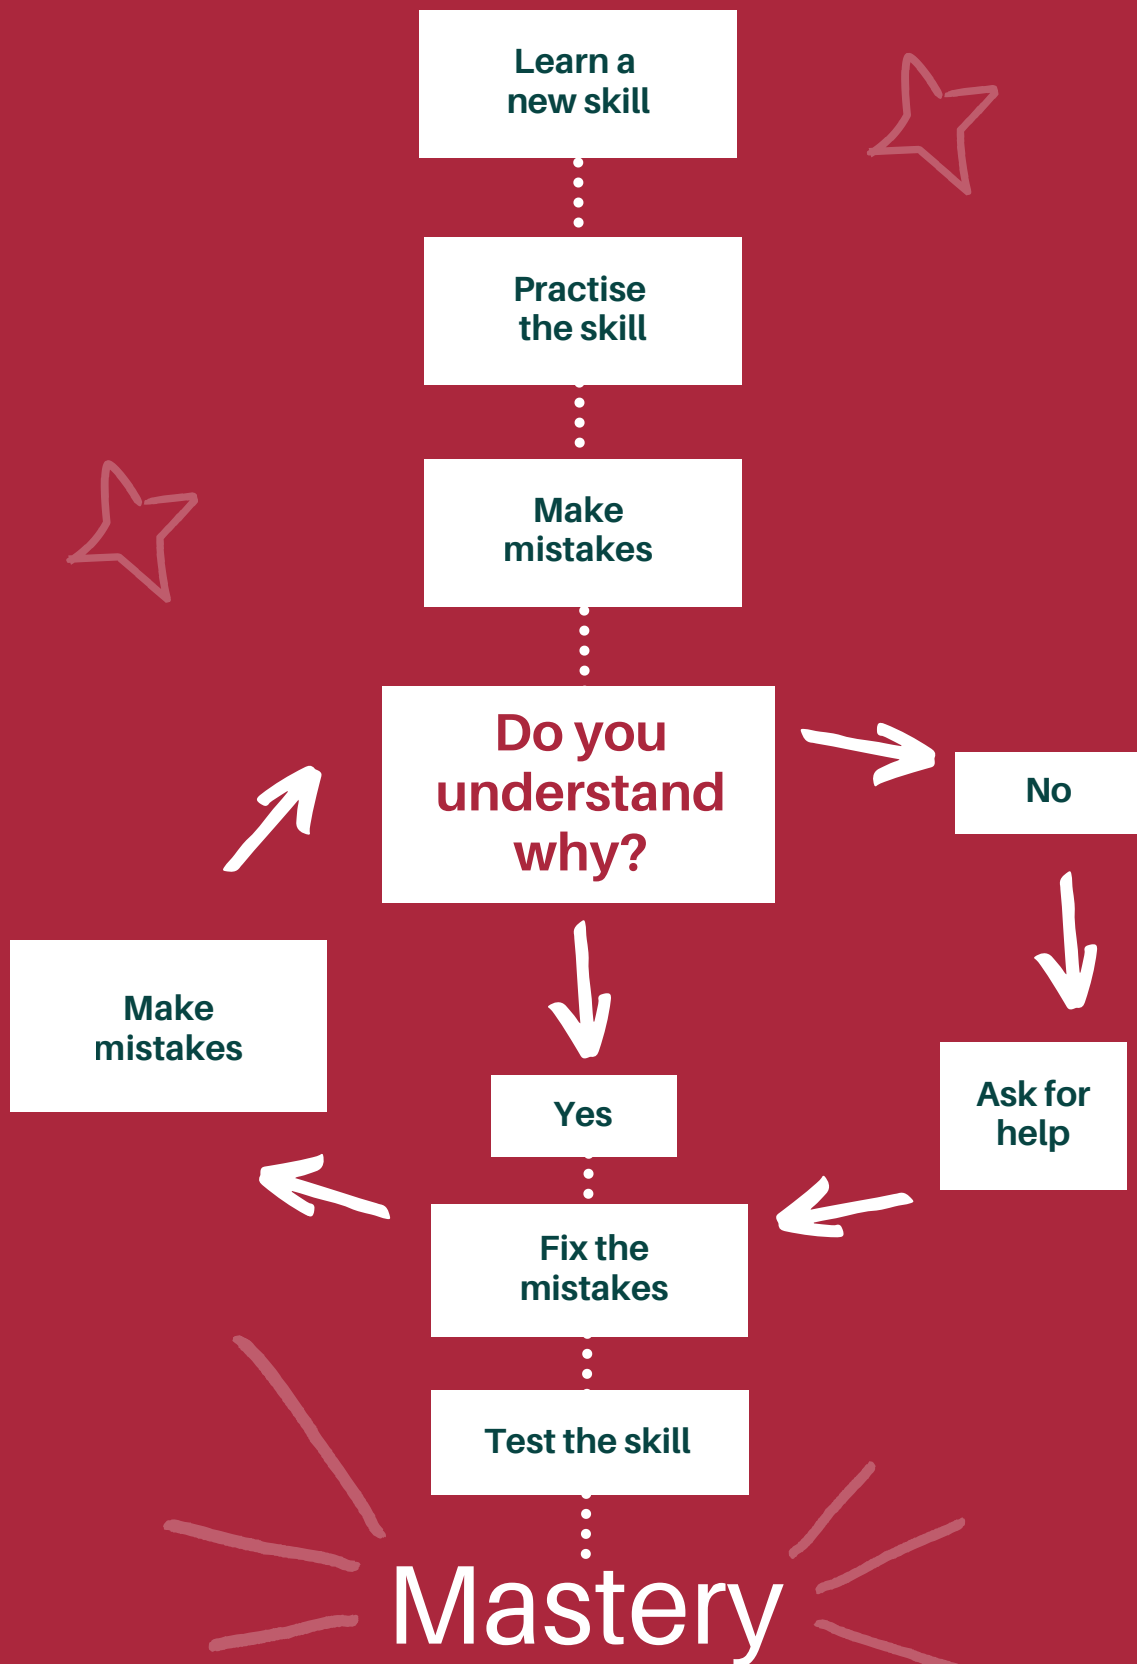 Learn a
new skill
Practise
the skill
Make
mistakes
Do you
understand
why?
No
Make
mistakes
Yes
Ask for
help
Fix the
mistakes
Test the skill
Mastery